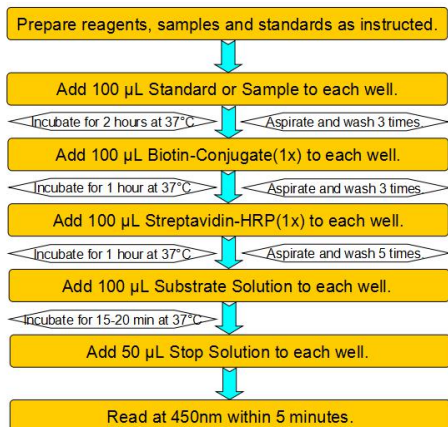 Prepare reagents, samples and standards as instructed.
Add 100 µL Standard or Sample to each well.
Incubate for 2 hours at 37°C
Aspirate and wash 3 times
Add 100 µL Biotin-Conjugate(1x) to each well.
Incubate for 1 hour at 37°C
Aspirate and wash 3 times
Add 100 µL Streptavidin-HRP(1x) to each well.
Incubate for 1 hour at 37°C
Aspirate and wash 5 times
Add 100 µL Substrate Solution to each well.
Incubate for 15-20 min at 37°C
Add 50 µL Stop Solution to each well.
Read at 450nm within 5 minutes.